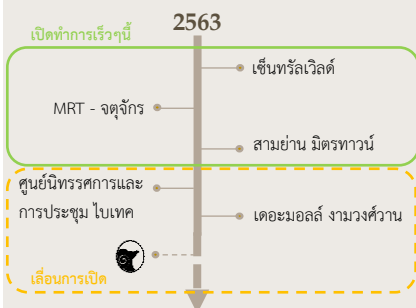 2563
เปิดทำการเร็วๆนี้
เซ็นทรัลเวิลด์
MRT - จตุจักร
สามย่าน มิตรทาวน์
ศูนย์นิทรรศการและ
การประชุม ไบเทค
เดอะมอลล์ งามวงศ์วาน
เลื่อนการเปิด